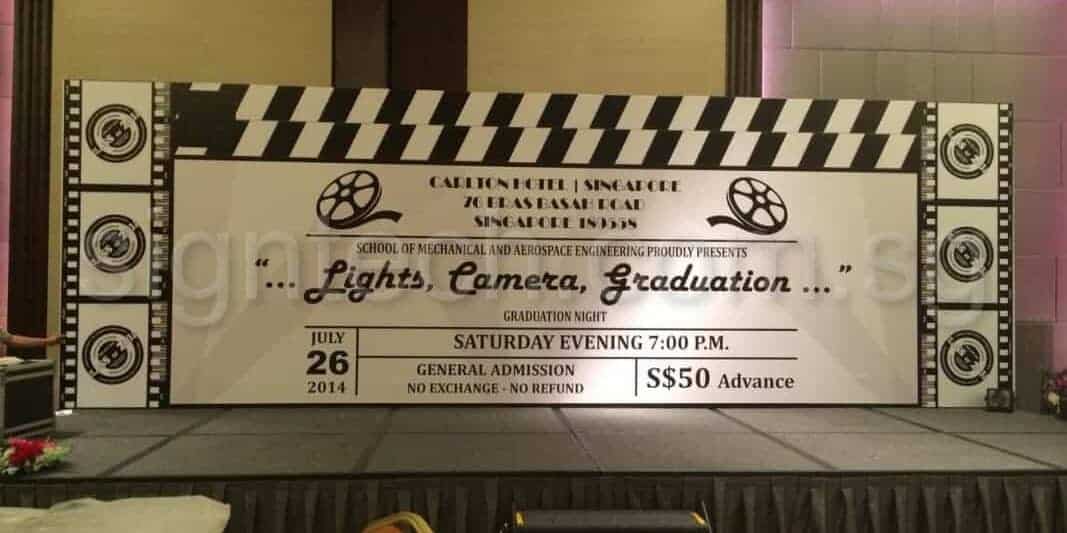 CARLTON HOTEL | SINGAPORE
76 BRAS BASAH ROAD
SINGAPORE 189558
SCHOOL OF MECHANICAL AND AEROSPACE ENGINEERING PROUDLY PRESENTS
“... Lights, Camera, Graduation ...”
GRADUATION NIGHT
JULY
26
2014
SATURDAY EVENING 7:00 P.M.
GENERAL ADMISSION
NO EXCHANGE - NO REFUND
S$50 Advance